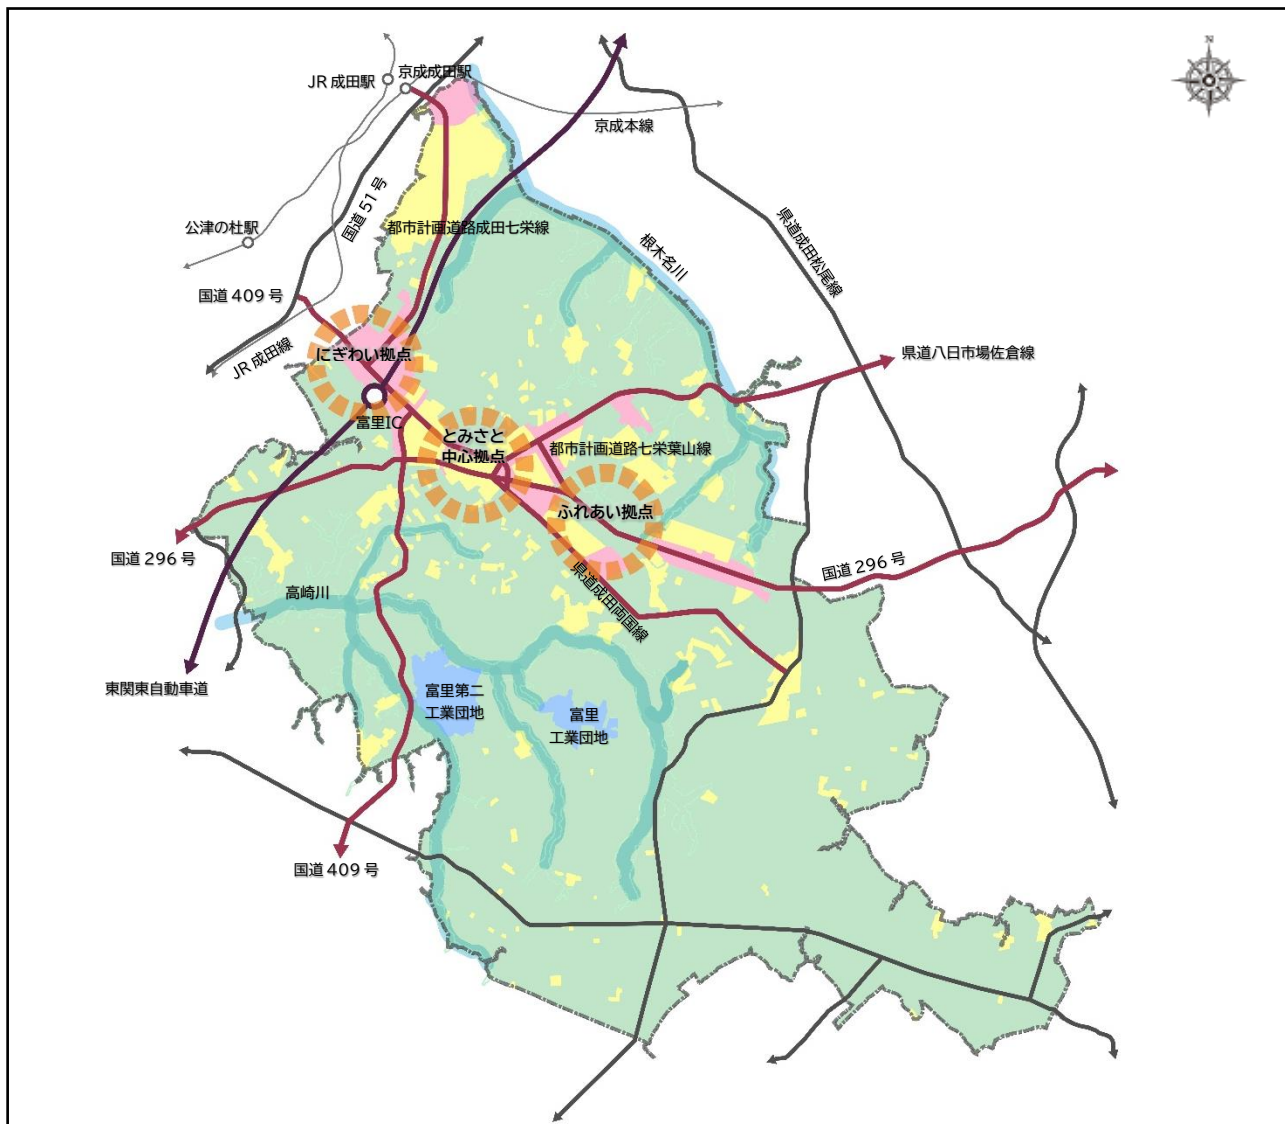 N
京成成田駅
JR 成田駅
京成本線
国道 51 号
公津の杜駅
都市計画道路成田七栄線
県道成田松尾線
根木名川
国道 409 号
JR 成田線
にぎわい拠点
県道八日市場佐倉線
富里IC
とみさと
中心拠点
都市計画道路七栄葉山線
ふれあい拠点
国道 296 号
国道 296 号
高崎川
県道成田両国線
東関東自動車道
富里第二
工業団地
富里
工業団地
国道 409 号